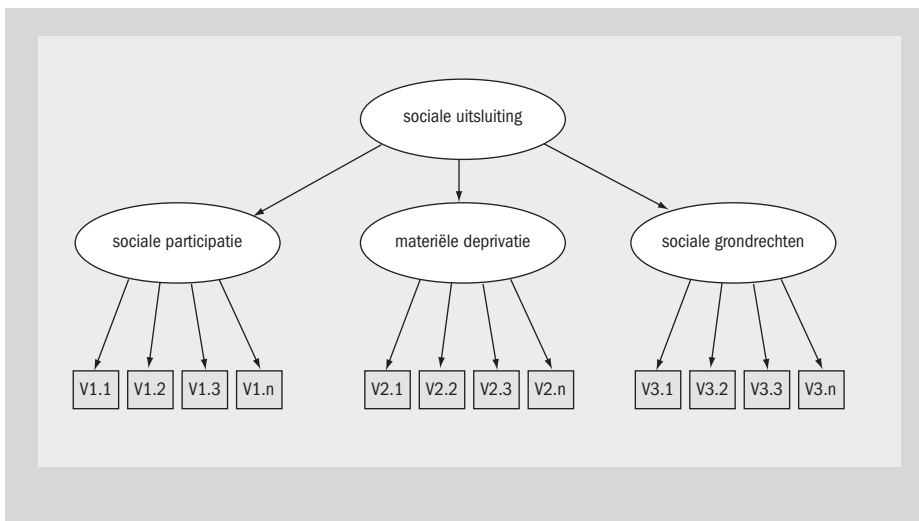 sociale uitsluiting
sociale participatie materiële deprivatie sociale grondrechten
V1.1 V1.2 V1.3 V1.n V2.1 V2.2 V2.3 V2.n V3.1 V3.2 V3.3 V3.n